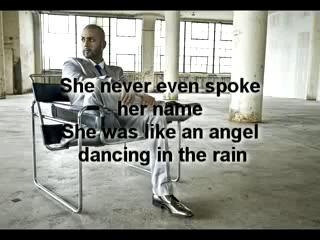 She never even spoke
her name
She was like an angel
dancing in the rain